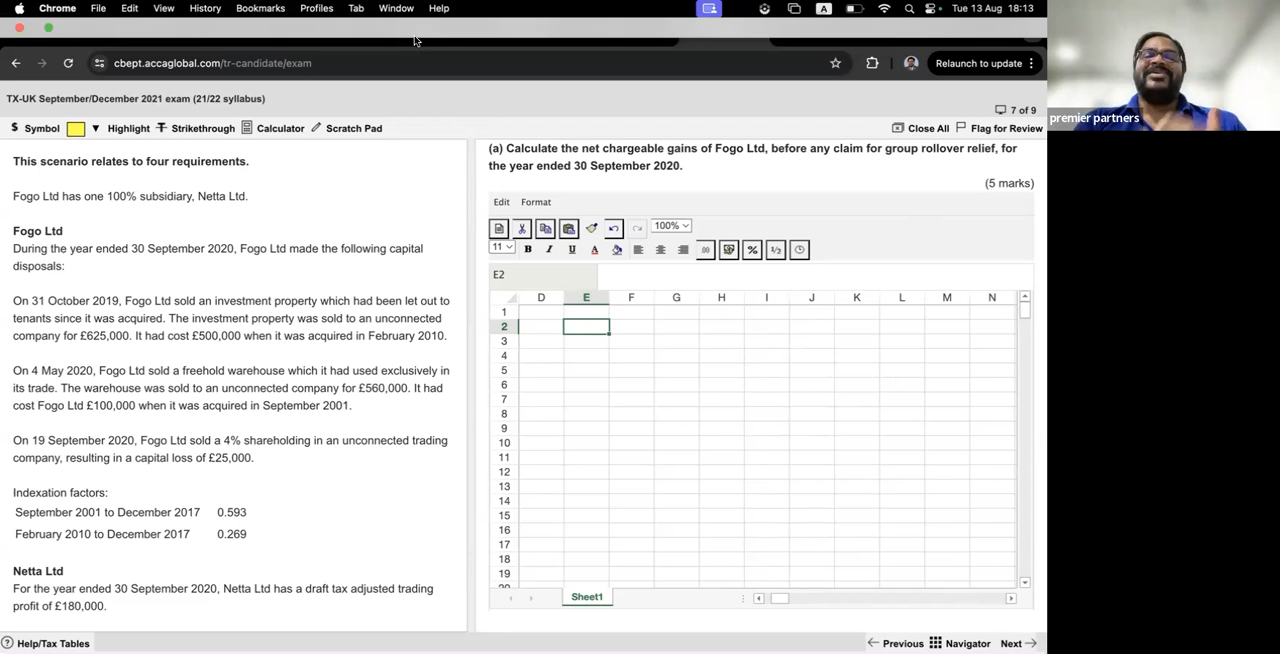 Chrome File Edit View History Bookmarks Profiles Tab Window Help A Tue 13 Aug 18:13
cbept.accaglobal.com/tr-candidate/exam Relaunch to update
TX-UK September/December 2021 exam (21/22 syllabus)
7 of 9
$ Symbol Highlight Strikethrough Calculator Scratch Pad Close All Flag for Review
This scenario relates to four requirements.
Fogo Ltd has one 100% subsidiary, Netta Ltd.
Fogo Ltd
During the year ended 30 September 2020, Fogo Ltd made the following capital
disposals:
On 31 October 2019, Fogo Ltd sold an investment property which had been let out to
tenants since it was acquired. The investment property was sold to an unconnected
company for £625,000. It had cost £500,000 when it was acquired in February 2010.
On 4 May 2020, Fogo Ltd sold a freehold warehouse which it had used exclusively in
its trade. The warehouse was sold to an unconnected company for £560,000. It had
cost Fogo Ltd £100,000 when it was acquired in September 2001.
On 19 September 2020, Fogo Ltd sold a 4% shareholding in an unconnected trading
company, resulting in a capital loss of £25,000.
Indexation factors:
September 2001 to December 2017 0.593
February 2010 to December 2017 0.269
Netta Ltd
For the year ended 30 September 2020, Netta Ltd has a draft tax adjusted trading
profit of £180,000.
(a) Calculate the net chargeable gains of Fogo Ltd, before any claim for group rollover relief, for
the year ended 30 September 2020.
(5 marks)
Edit Format
100%
11 B I U A .00 % ½
E2
D E F G H I J K L M N
1
2
3
4
5
6
7
8
9
10
11
12
13
14
15
16
17
18
19
20
Sheet1
? Help/Tax Tables Previous Navigator Next
premier partners